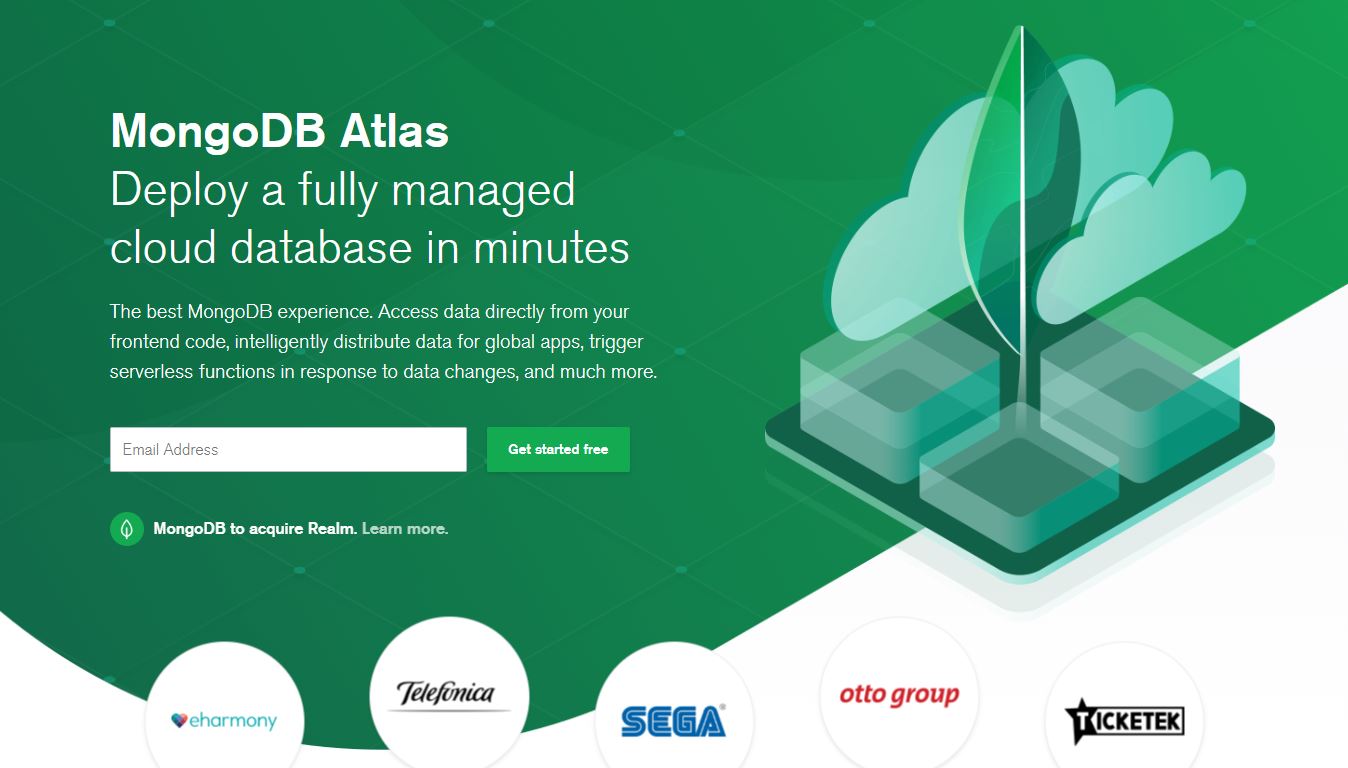 MongoDB Atlas
Deploy a fully managed
cloud database in minutes
The best MongoDB experience. Access data directly from your
frontend code, intelligently distribute data for global apps, trigger
serverless functions in response to data changes, and much more.
Email Address
Get started free
MongoDB to acquire Realm. Learn more.
eharmony
Telefónica
SEGA®
otto group
TICKETEK